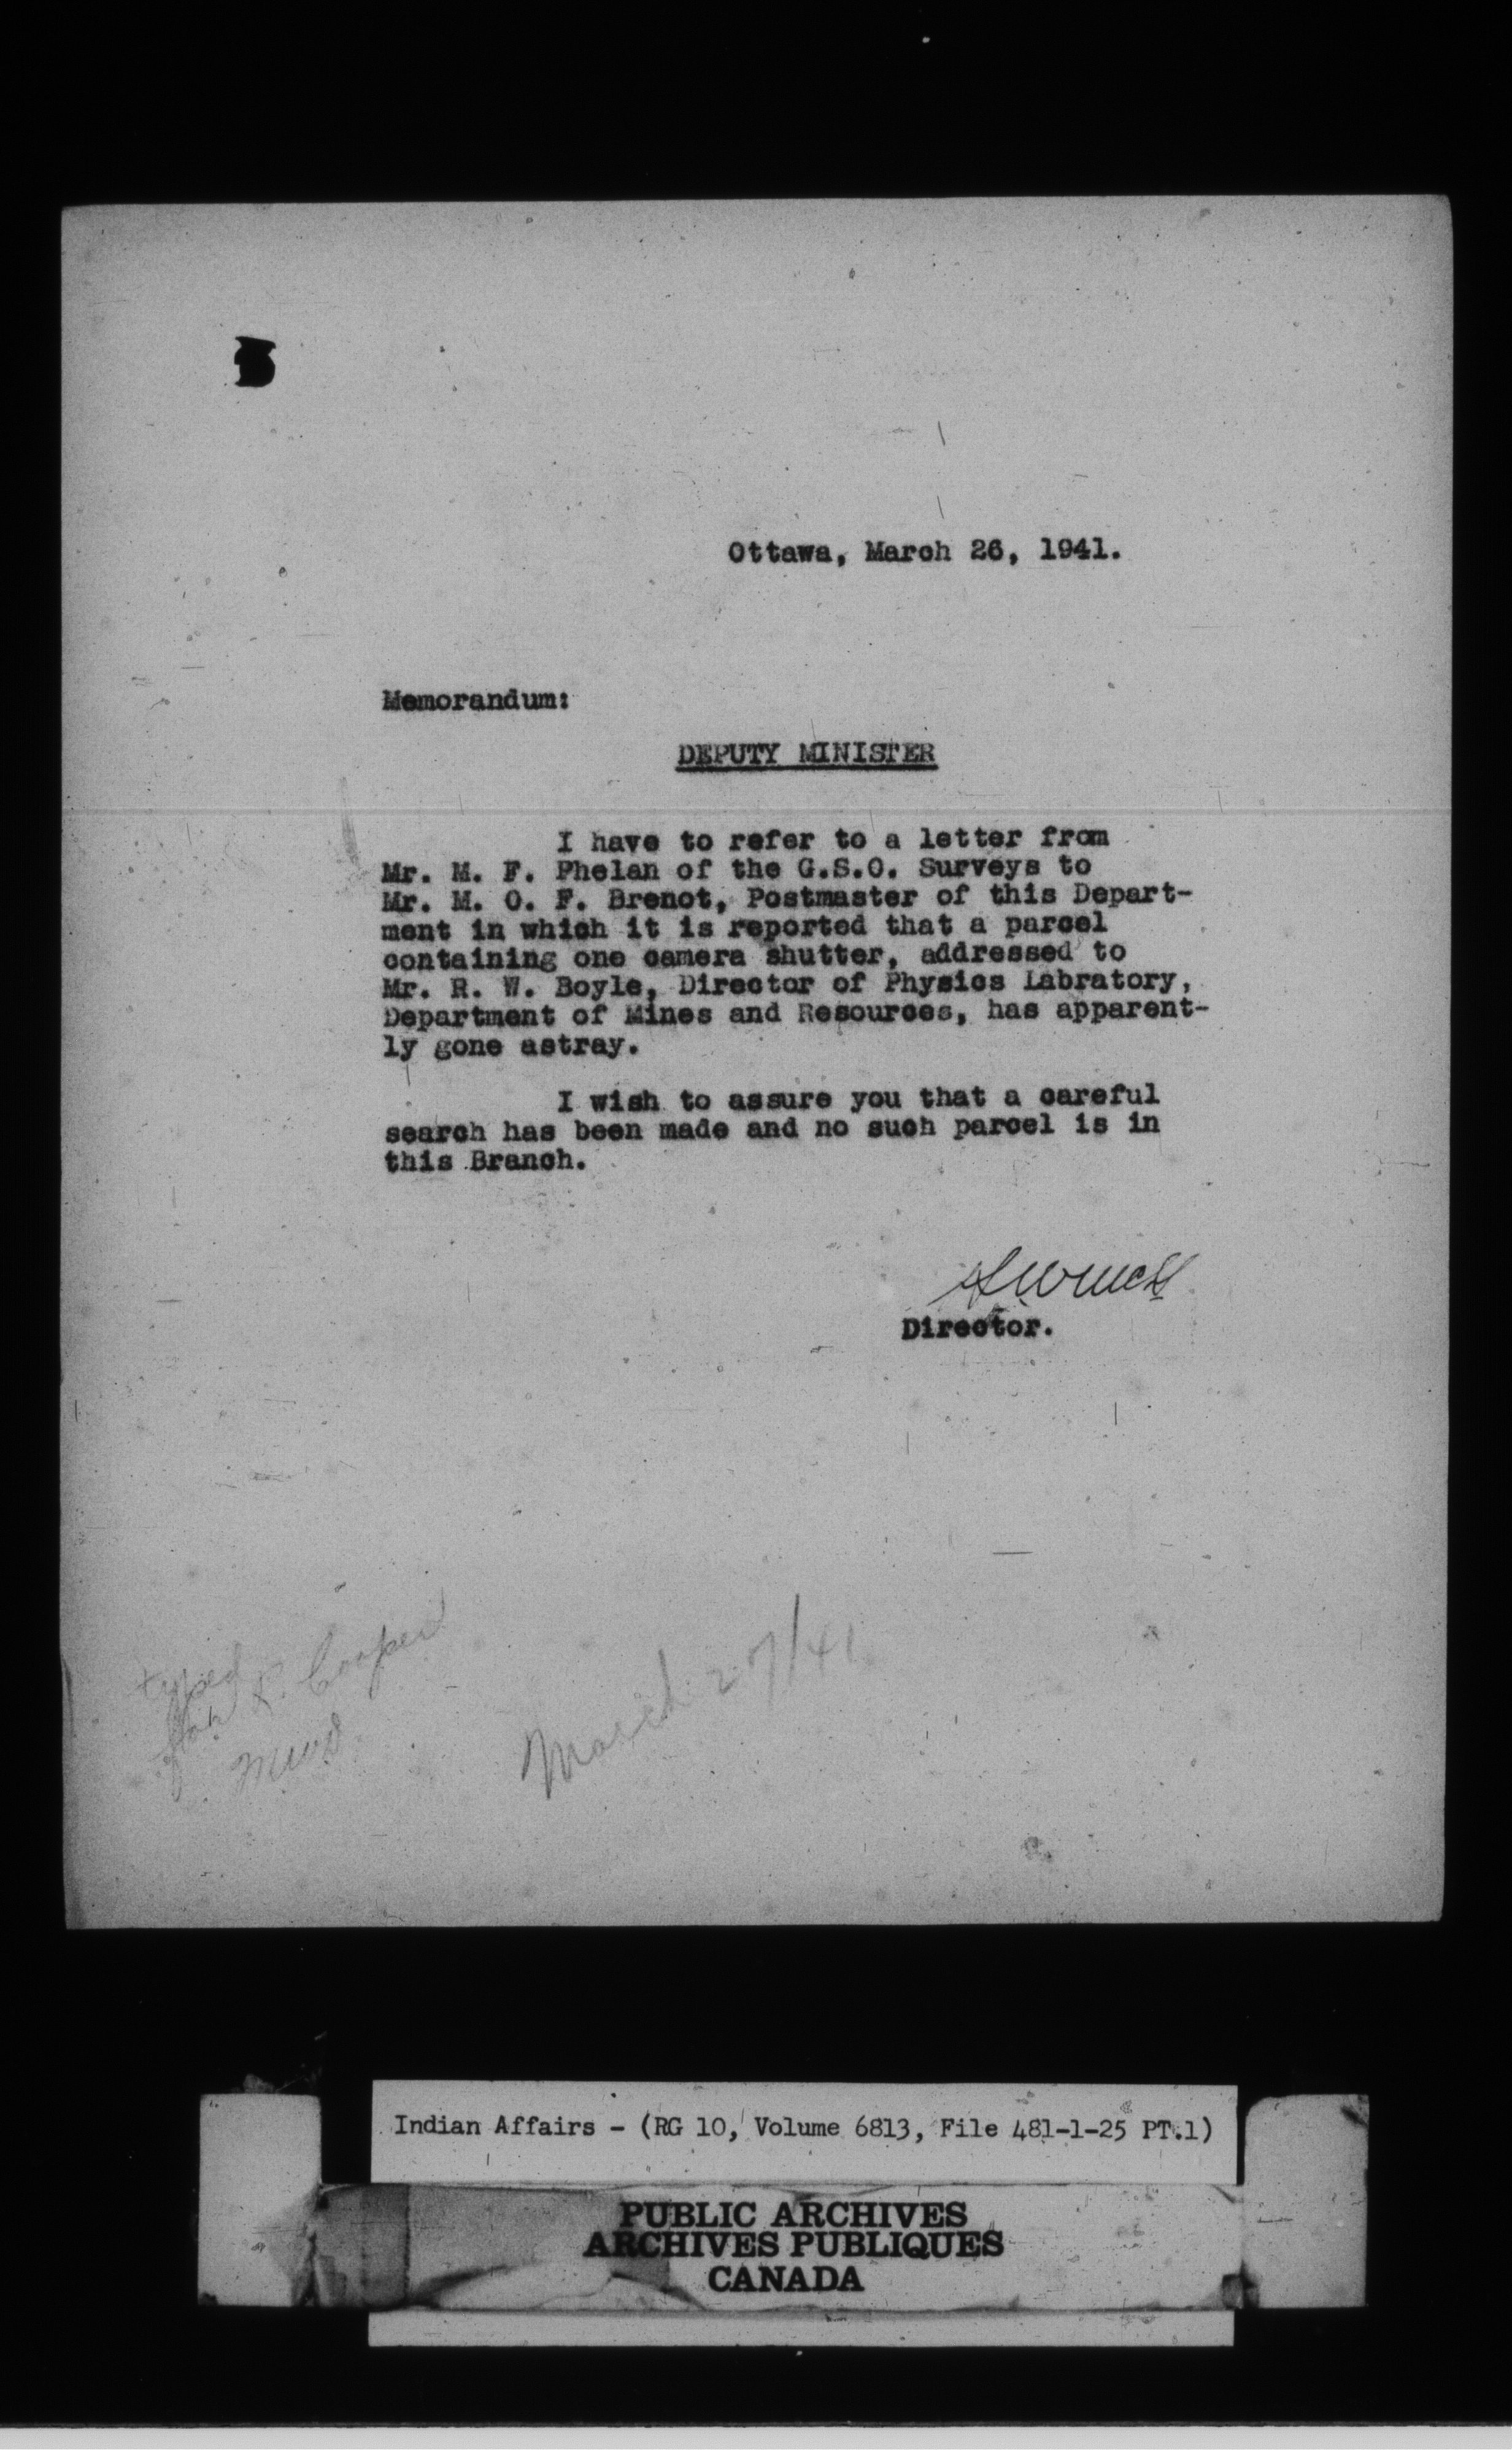 Ottawa, March 26, 1941.
Memorandum:
DEPUTY MINISTER
I have to refer to a letter from
Mr. M. F. Phelan of the G.S.O. Surveys to
Mr. M. O. F. Brenot, Postmaster of this Depart-
ment in which it is reported that a parcel
containing one camera shutter, addressed to
Mr. R. W. Boyle, Director of Physics Labratory,
Department of Mines and Resources, has apparent-
ly gone astray.
I wish to assure you that a careful
search has been made and no such parcel is in
this Branch.
Director.
typed
Cooper
March 27/41
Indian Affairs - (RG 10, Volume 6813, File 481-1-25 PT.1)
PUBLIC ARCHIVES
ARCHIVES PUBLIQUES
CANADA